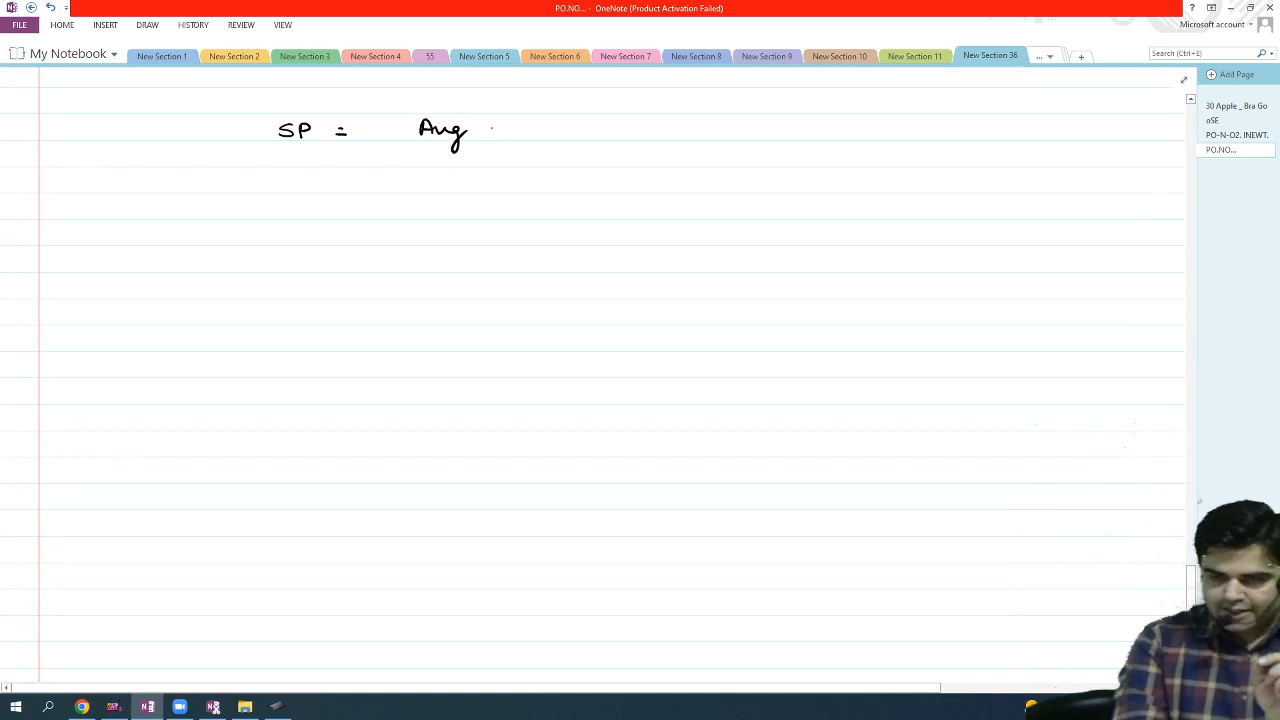 PO.NO... - OneNote (Product Activation Failed)
FILE HOME INSERT DRAW HISTORY REVIEW VIEW
Microsoft account
My Notebook New Section 1 New Section 2 New Section 3 New Section 4 55 New Section 5 New Section 6 New Section 7 New Section 8 New Section 9 New Section 10 New Section 11 New Section 36 ... Search (Ctrl+E)
Add Page
30 Apple _ Bra Go
oSE
PO-N-O2. INEWT.
PO.NO...
SP = Avg